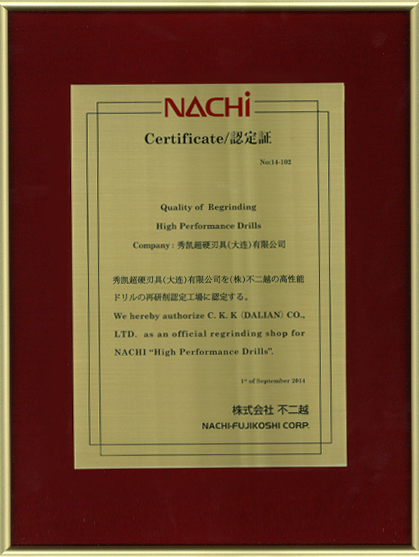 NACHi
Certificate/認定証
No:14-102
Quality of Regrinding
High Performance Drills
Company : 秀凱超硬刃具(大连)有限公司
秀凱超硬刃具(大连)有限公司を(株)不二越の高性能
ドリルの再研削認定工場に認定する。
We hereby authorize C. K. K (DALIAN) CO.,
LTD. as an official regrinding shop for
NACHI “High Performance Drills”.
1st of September 2014
株式会社 不二越
NACHI-FUJIKOSHI CORP.